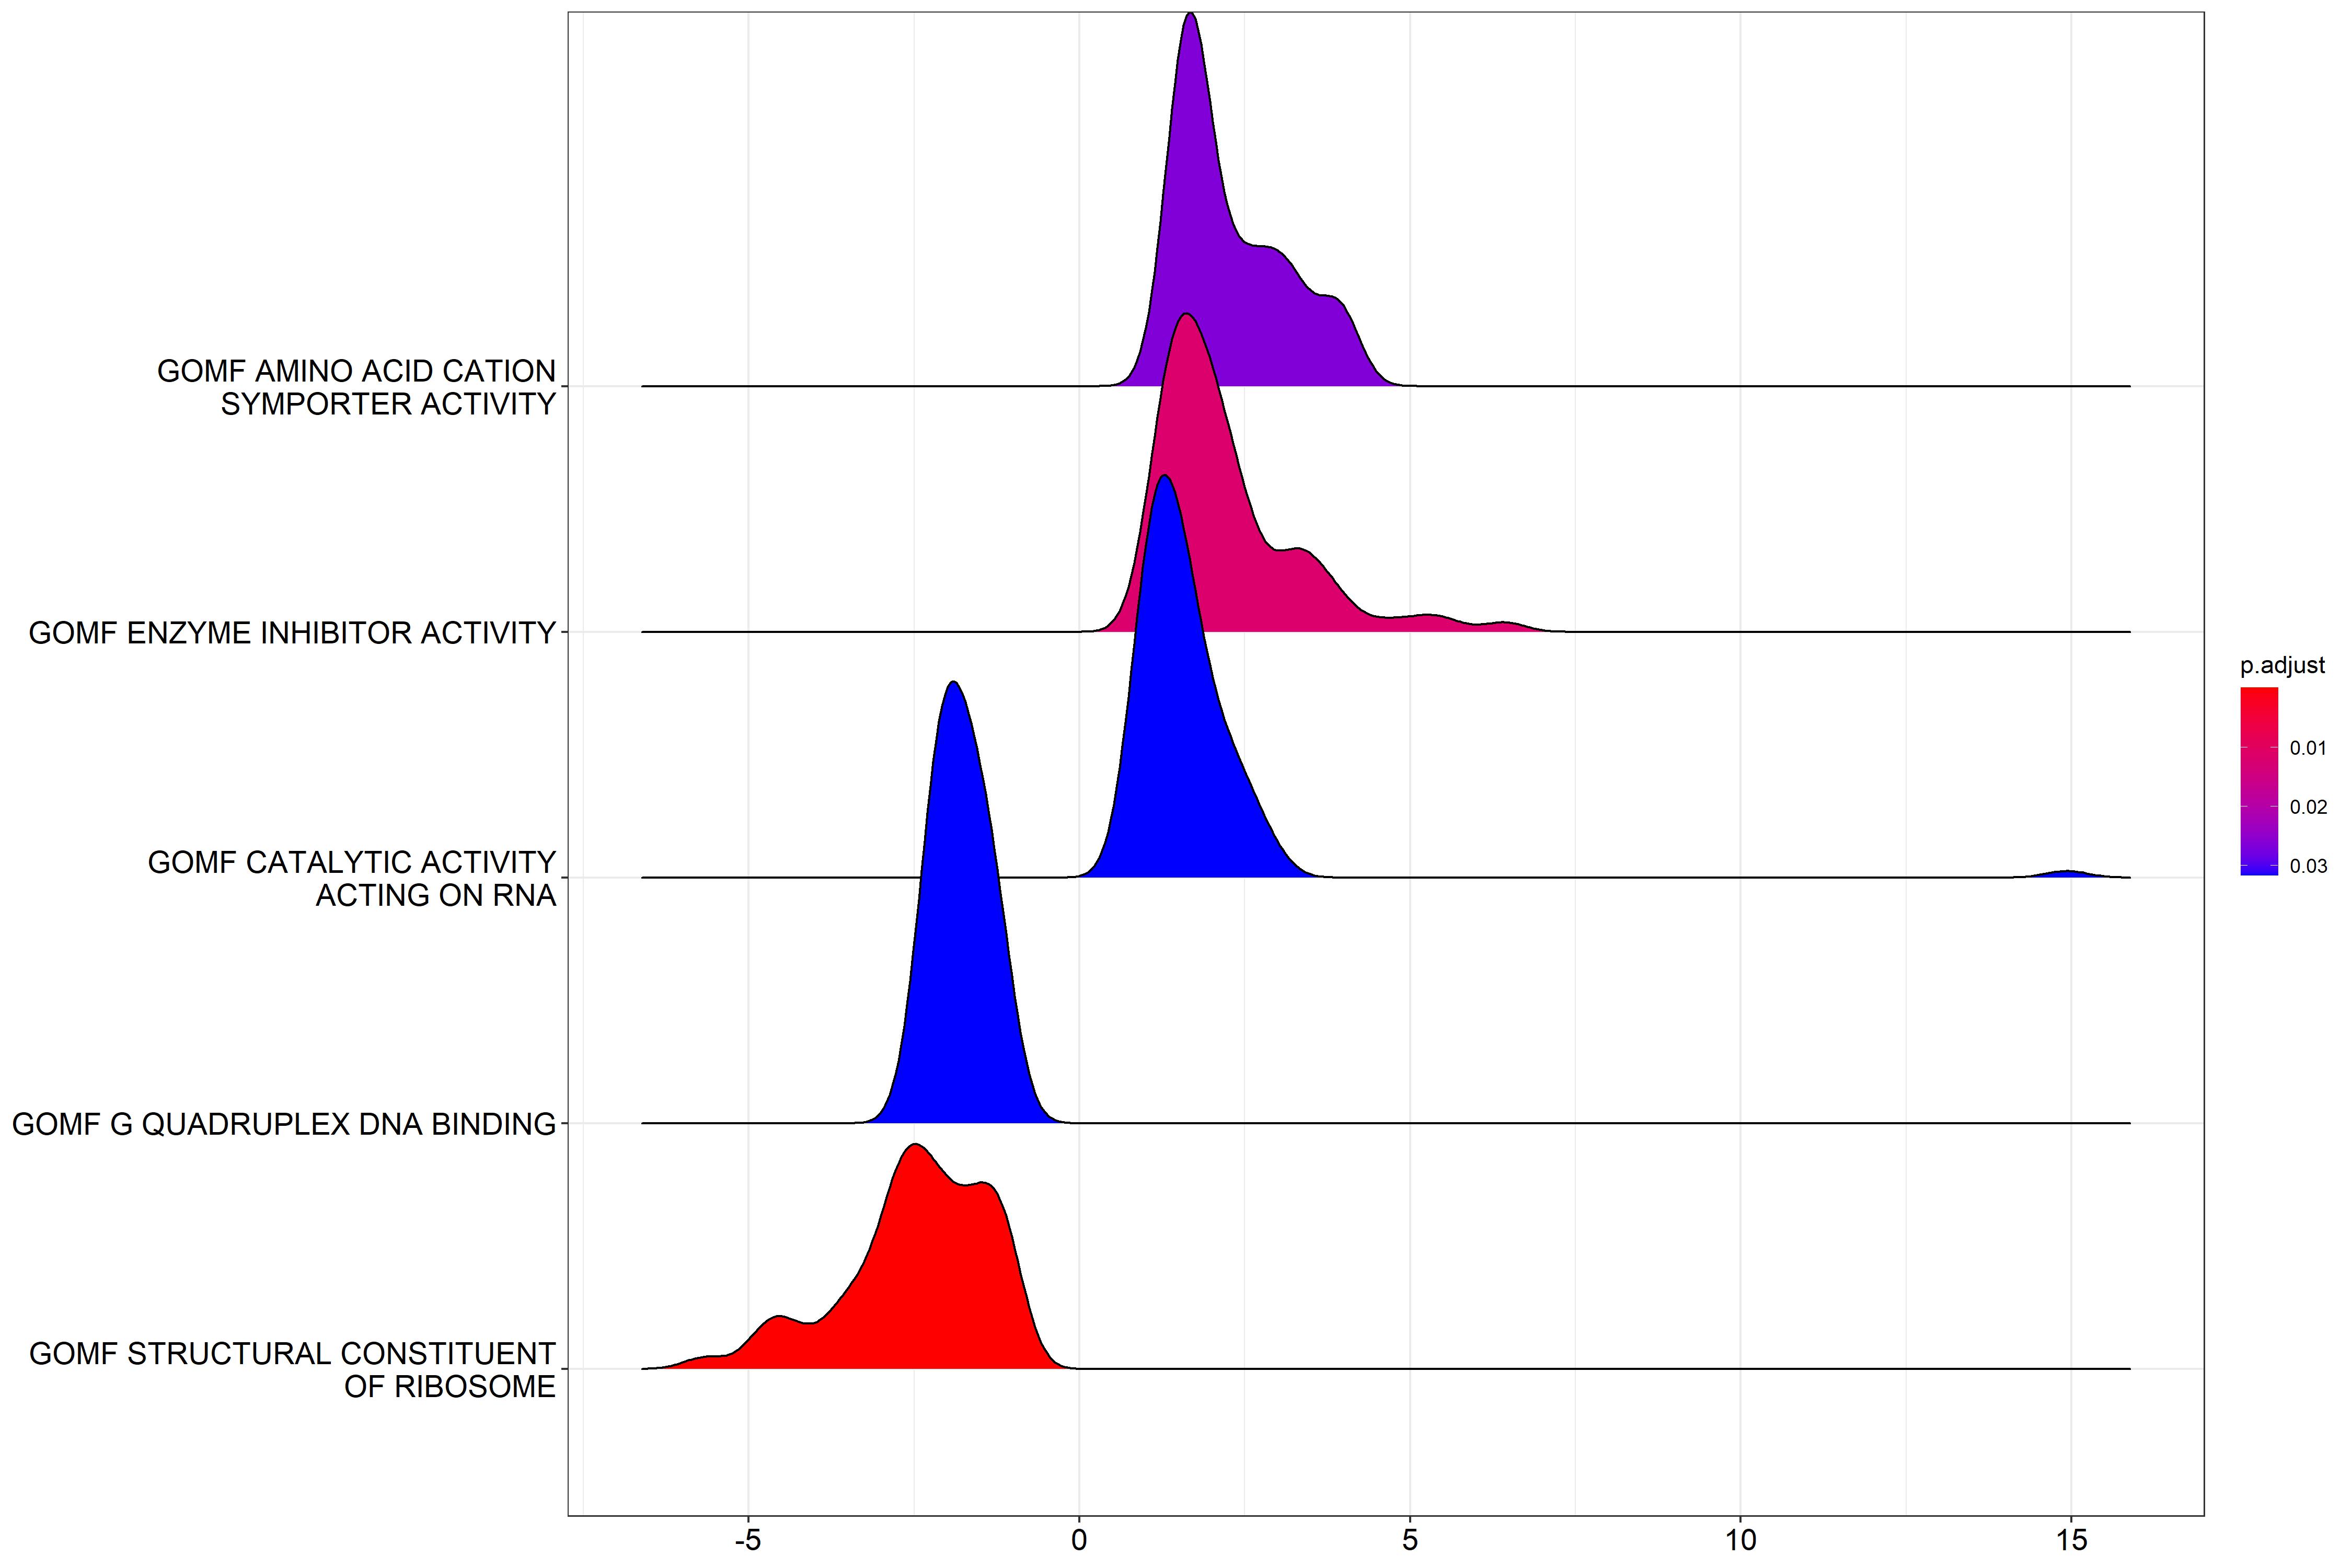 GOMF AMINO ACID CATION
SYMPORTER ACTIVITY
GOMF ENZYME INHIBITOR ACTIVITY
GOMF CATALYTIC ACTIVITY
ACTING ON RNA
GOMF G QUADRUPLEX DNA BINDING
GOMF STRUCTURAL CONSTITUENT
OF RIBOSOME
-5 0 5 10 15
p.adjust
0.01
0.02
0.03